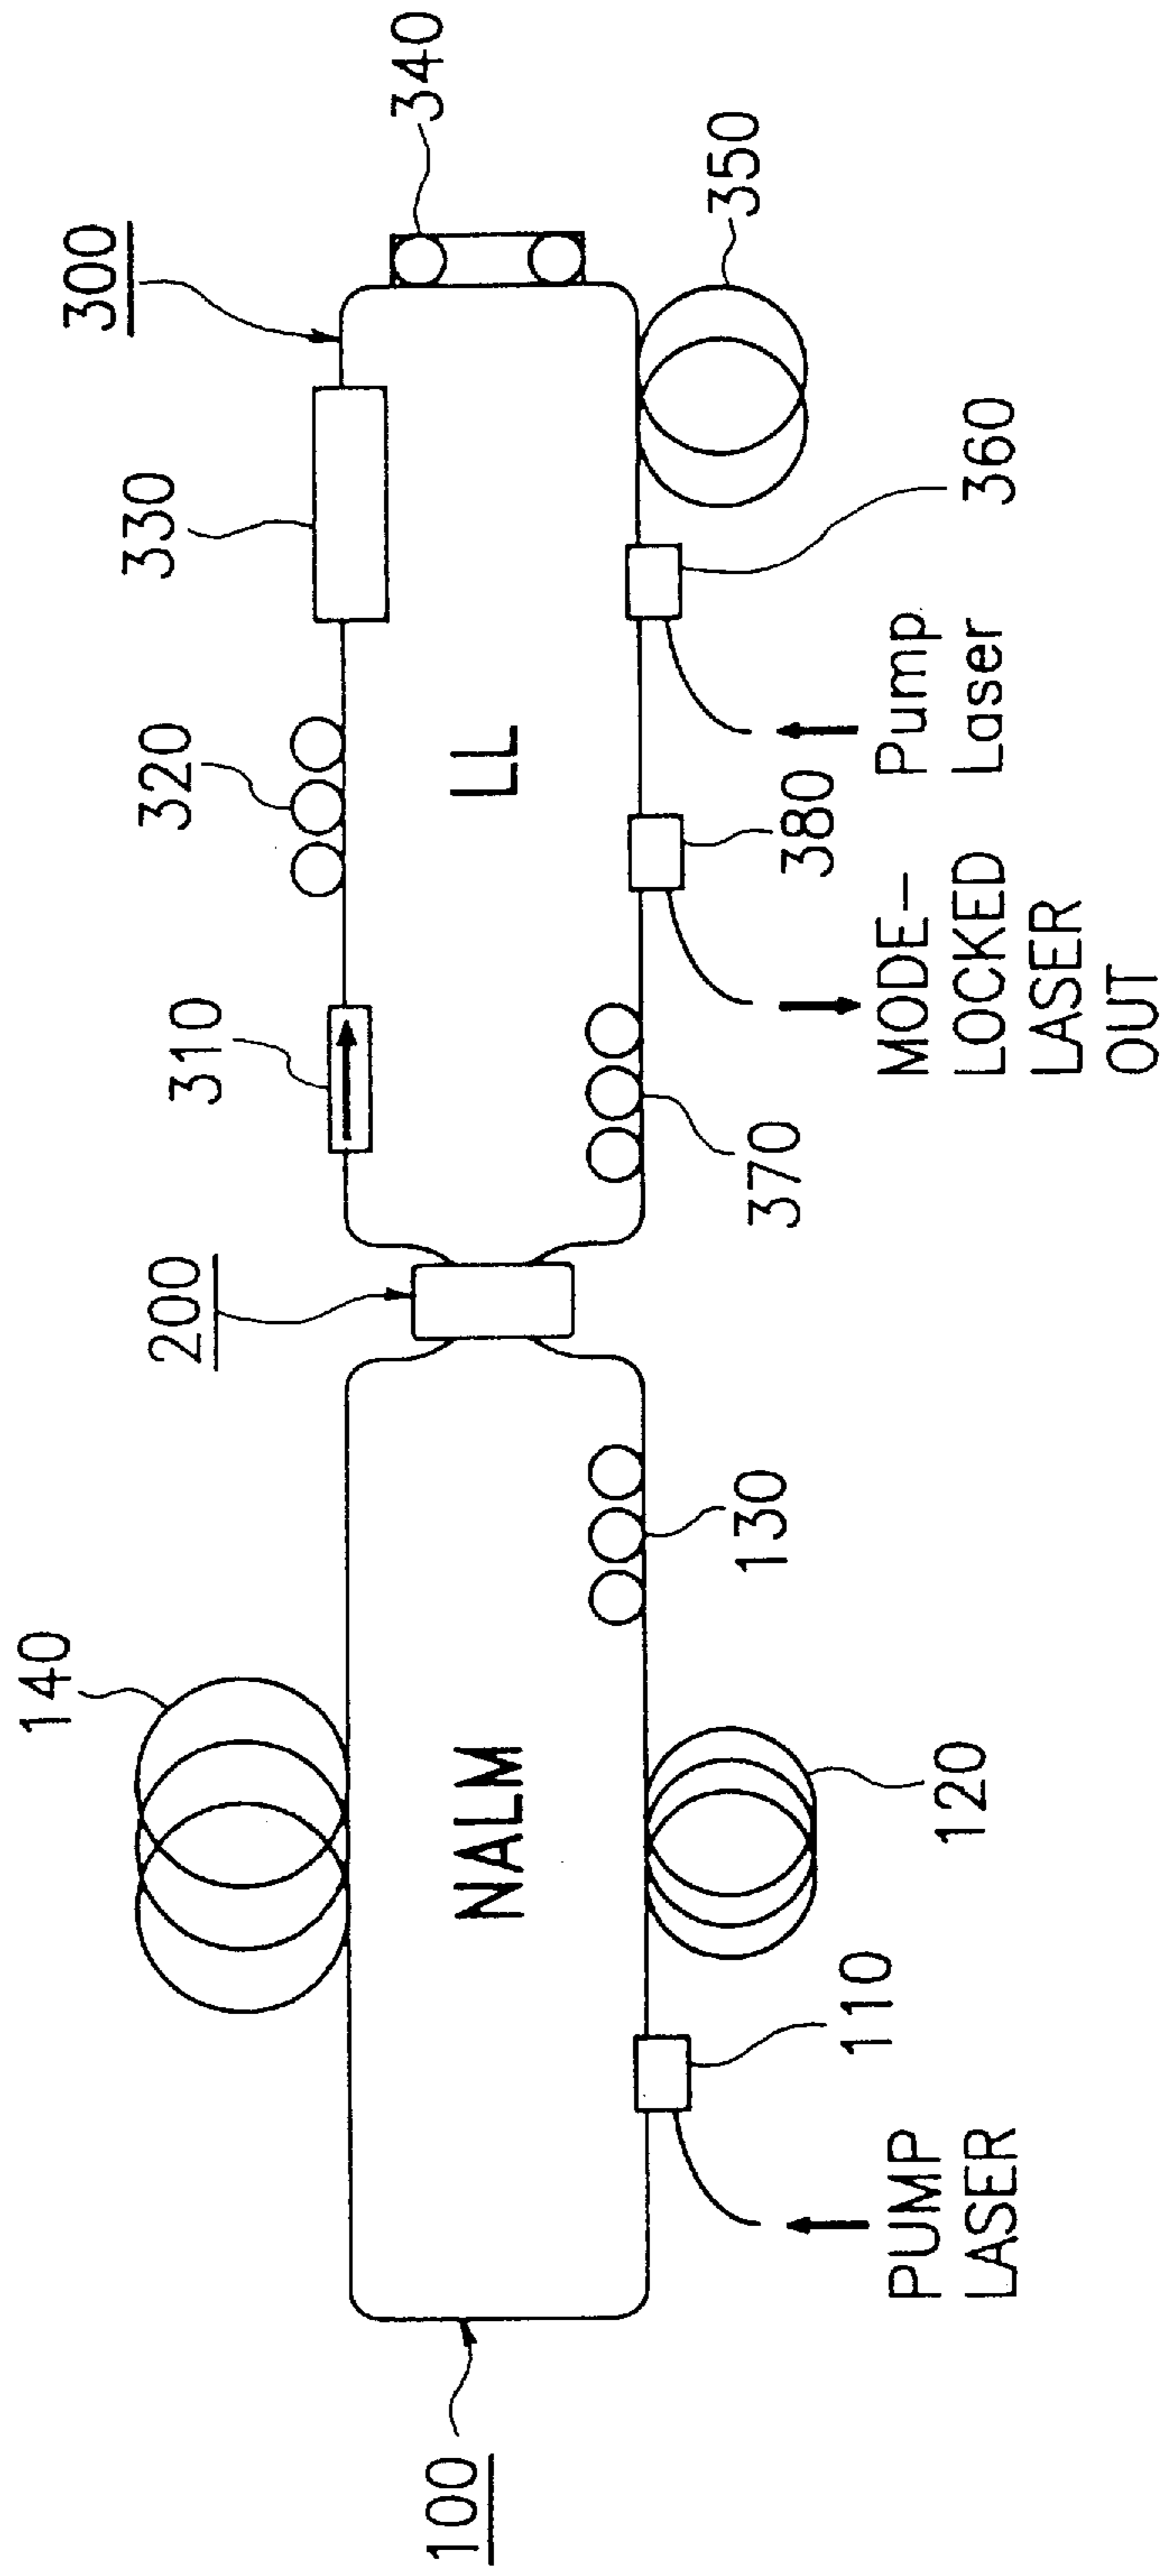 140
100
NALM
130
120
110
PUMP
LASER
200
310
320
330
300
340
LL
370
380
360
350
MODE-
LOCKED
LASER
OUT
Pump
Laser